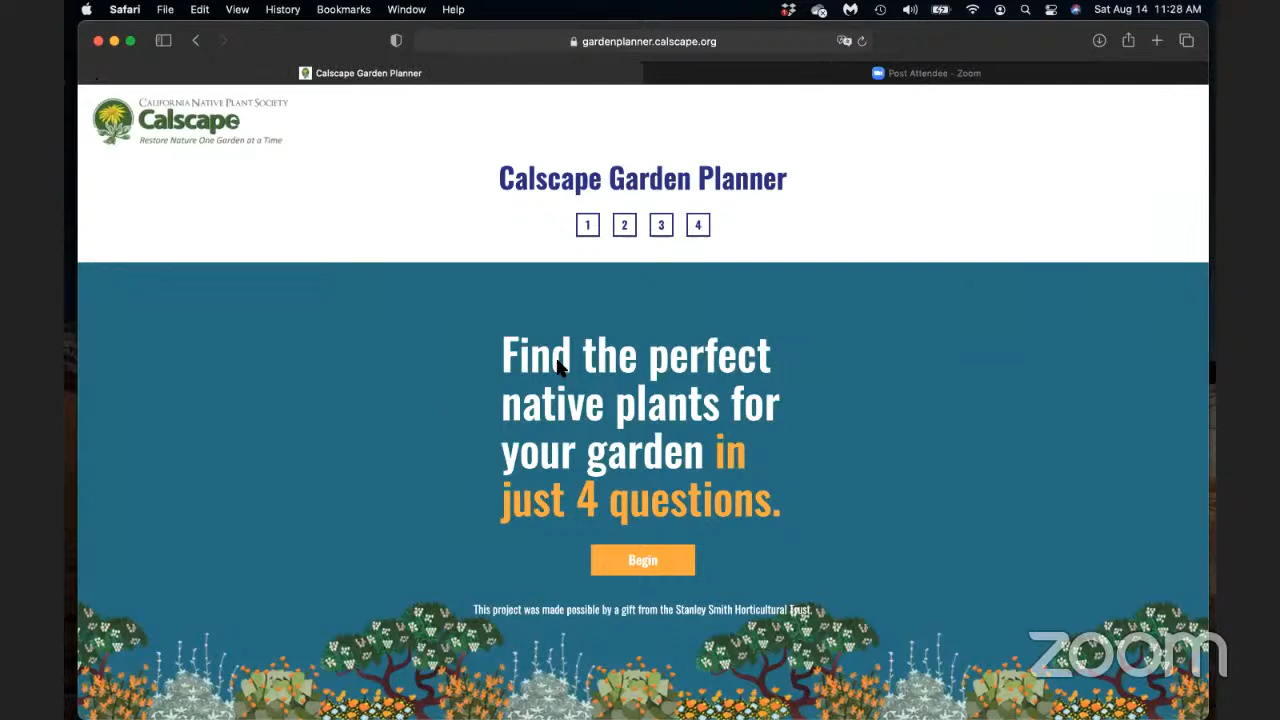 Safari File Edit View History Bookmarks Window Help Sat Aug 14 11:28 AM
gardenplanner.calscape.org
Calscape Garden Planner Post Attendee - Zoom
CALIFORNIA NATIVE PLANT SOCIETY
Calscape
Restore Nature One Garden at a Time
Calscape Garden Planner
1 2 3 4
Find the perfect
native plants for
your garden in
just 4 questions.
Begin
This project was made possible by a gift from the Stanley Smith Horticultural Trust.
zoom